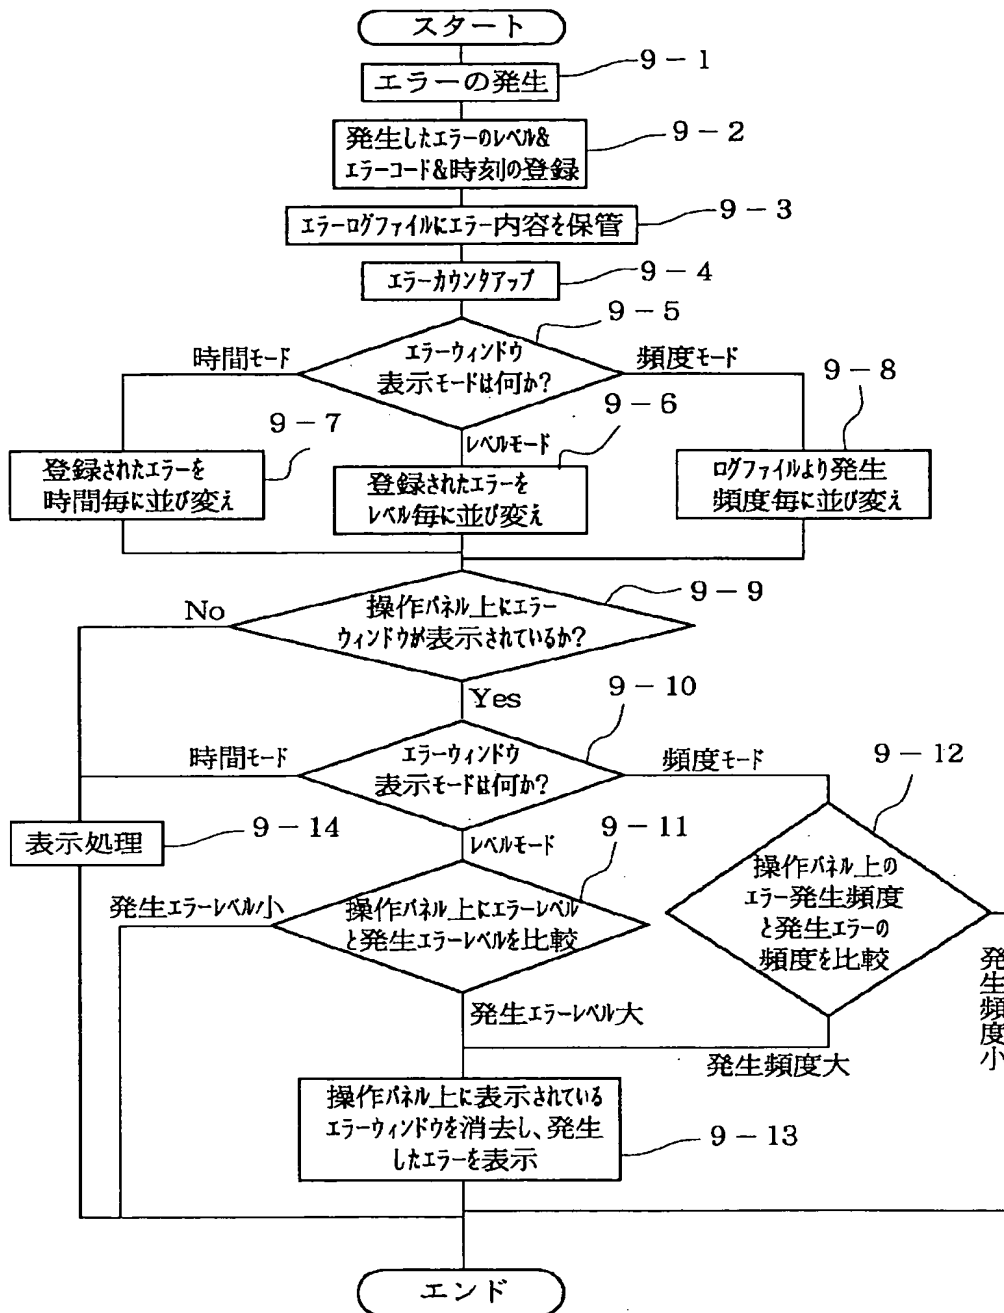 スタート
エラーの発生
9-1
発生したエラーのレベル&
エラーコード&時刻の登録
9-2
エラーログファイルにエラー内容を保管
9-3
エラーカウンタアップ
9-4
エラーウィンドウ
表示モードは何か?
9-5
時間モード
頻度モード
レベルモード
登録されたエラーを
時間毎に並び変え
9-7
登録されたエラーを
レベル毎に並び変え
9-6
ログファイルより発生
頻度毎に並び変え
9-8
操作パネル上にエラー
ウィンドウが表示されているか?
9-9
No
Yes
エラーウィンドウ
表示モードは何か?
9-10
時間モード
頻度モード
レベルモード
表示処理
9-14
操作パネル上にエラーレベル
と発生エラーレベルを比較
9-11
発生エラーレベル小
発生エラーレベル大
操作パネル上の
エラー発生頻度
と発生エラーの
頻度を比較
9-12
発生頻度小
発生頻度大
操作パネル上に表示されている
エラーウィンドウを消去し、発生
したエラーを表示
9-13
エンド